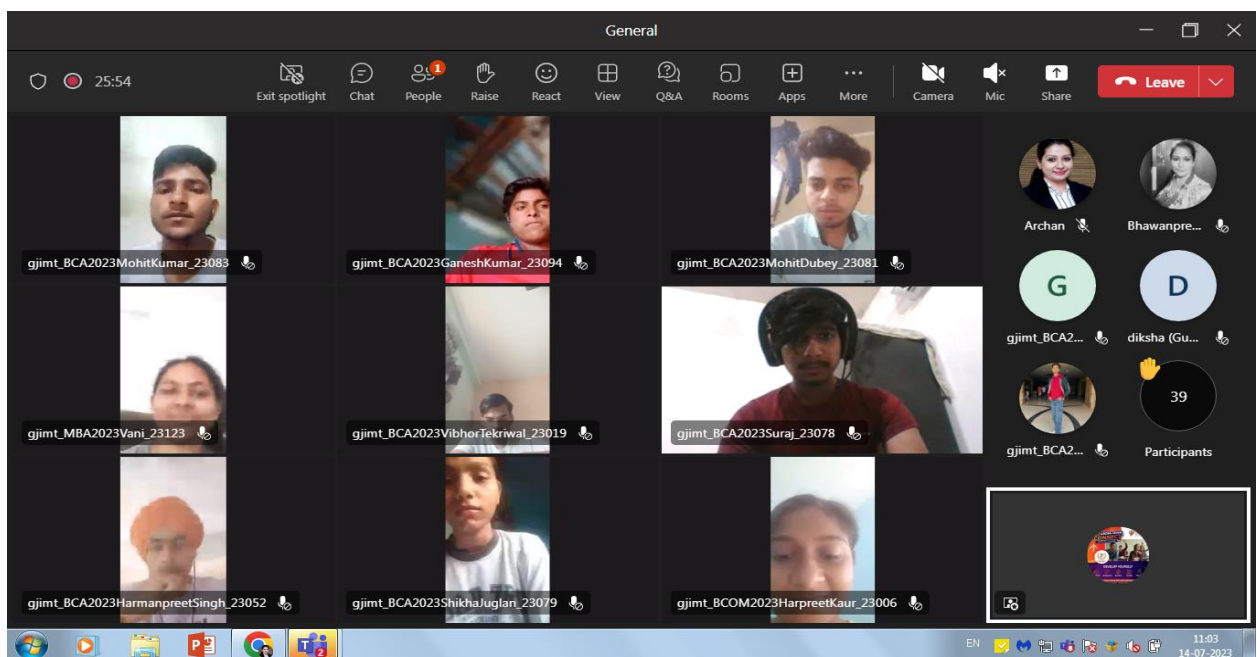 General
25:54
Exit spotlight
Chat
People
1
Raise
React
View
Q&A
Rooms
Apps
More
Camera
Mic
Share
Leave
gjimt_BCA2023MohitKumar_23083
gjimt_BCA2023GaneshKumar_23094
gjimt_BCA2023MohitDubey_23081
Archan
Bhawanpre...
G
D
gjimt_BCA2...
diksha (Gu...
gjimt_MBA2023Vani_23123
gjimt_BCA2023VibhorTekriwal_23019
gjimt_BCA2023Suraj_23078
39
gjimt_BCA2...
Participants
gjimt_BCA2023HarmanpreetSingh_23052
gjimt_BCA2023ShikhaJuglan_23079
gjimt_BCOM2023HarpreetKaur_23006
EN
11:03
14-07-2023